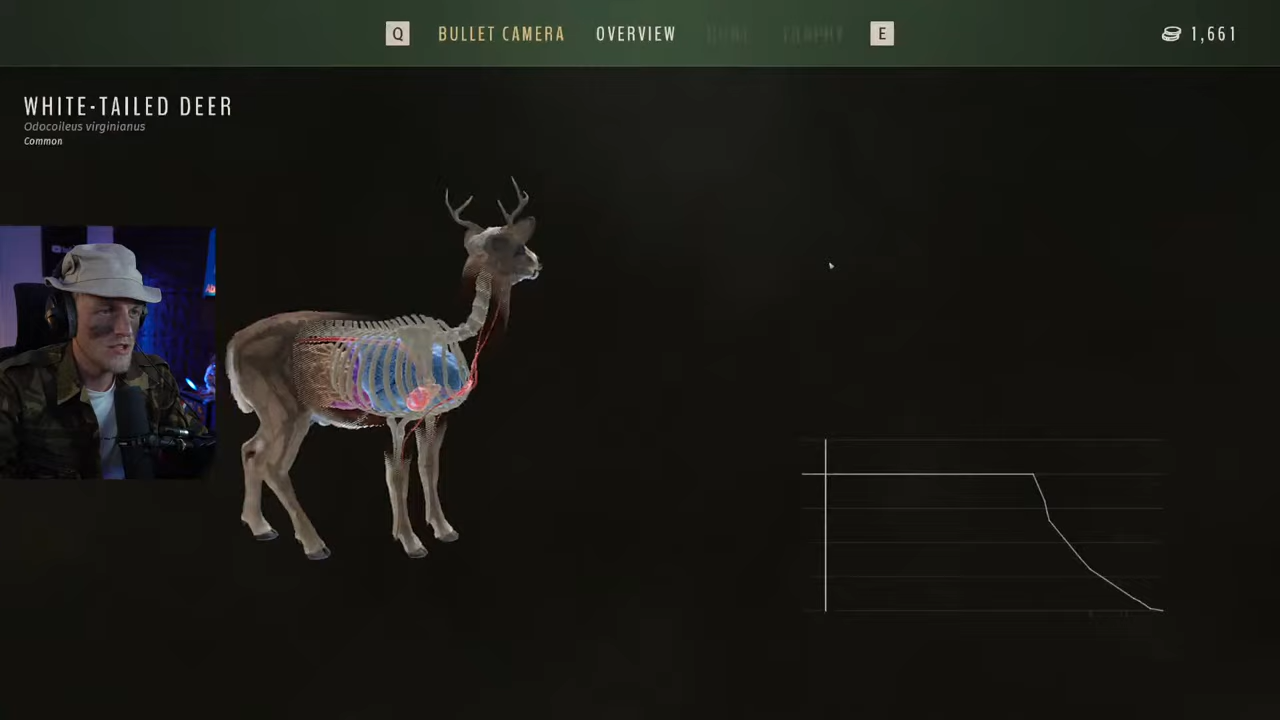 Q BULLET CAMERA OVERVIEW E 1,661
WHITE-TAILED DEER
Odocoileus virginianus
Common